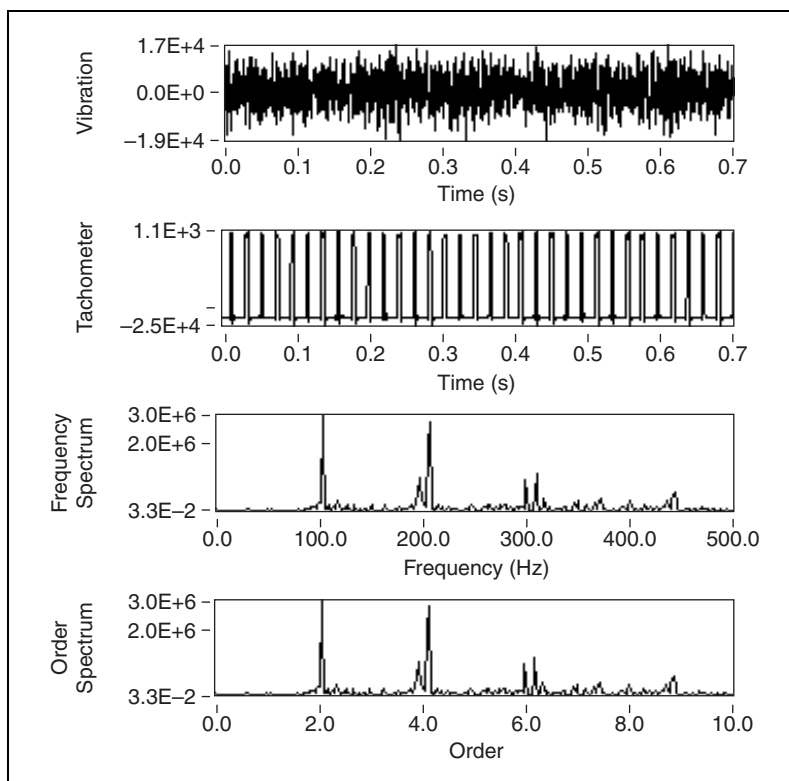 Vibration
1.7E+4
0.0E+0
−1.9E+4
0.0 0.1 0.2 0.3 0.4 0.5 0.6 0.7
Time (s)
Tachometer
1.1E+3
−2.5E+4
0.0 0.1 0.2 0.3 0.4 0.5 0.6 0.7
Time (s)
Frequency
Spectrum
3.0E+6
2.0E+6
3.3E−2
0.0 100.0 200.0 300.0 400.0 500.0
Frequency (Hz)
Order
Spectrum
3.0E+6
2.0E+6
3.3E−2
0.0 2.0 4.0 6.0 8.0 10.0
Order